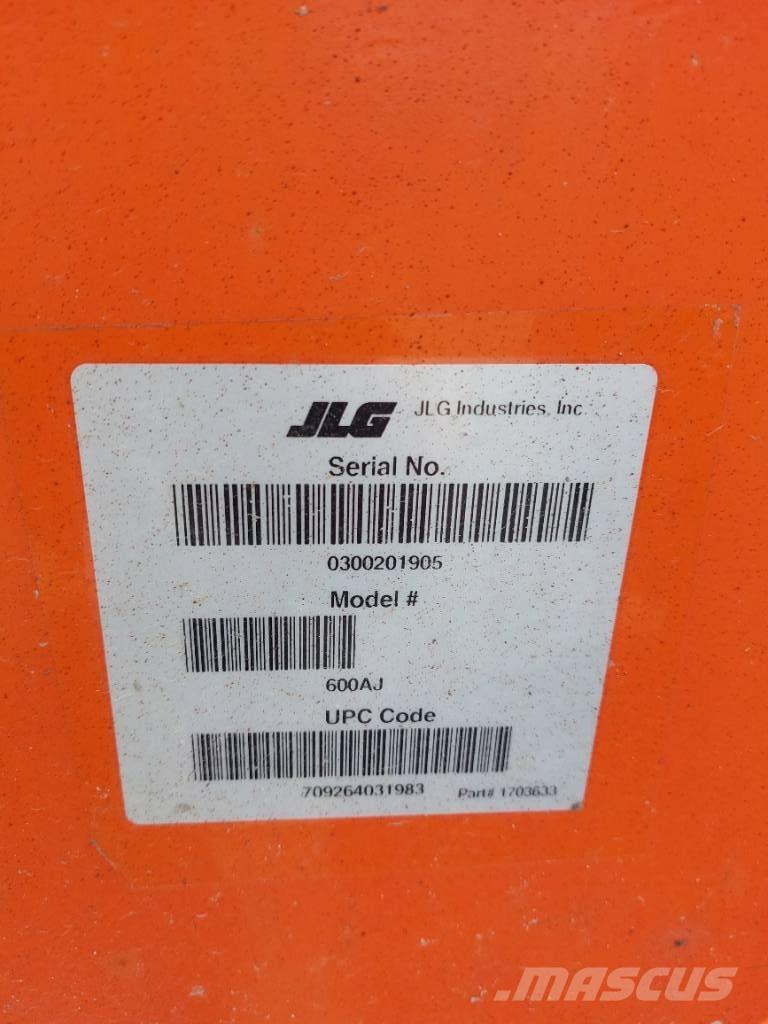 JLG JLG Industries, Inc.
Serial No.
0300201905
Model #
600AJ
UPC Code
709264031983 Part# 1703633
MASCUS